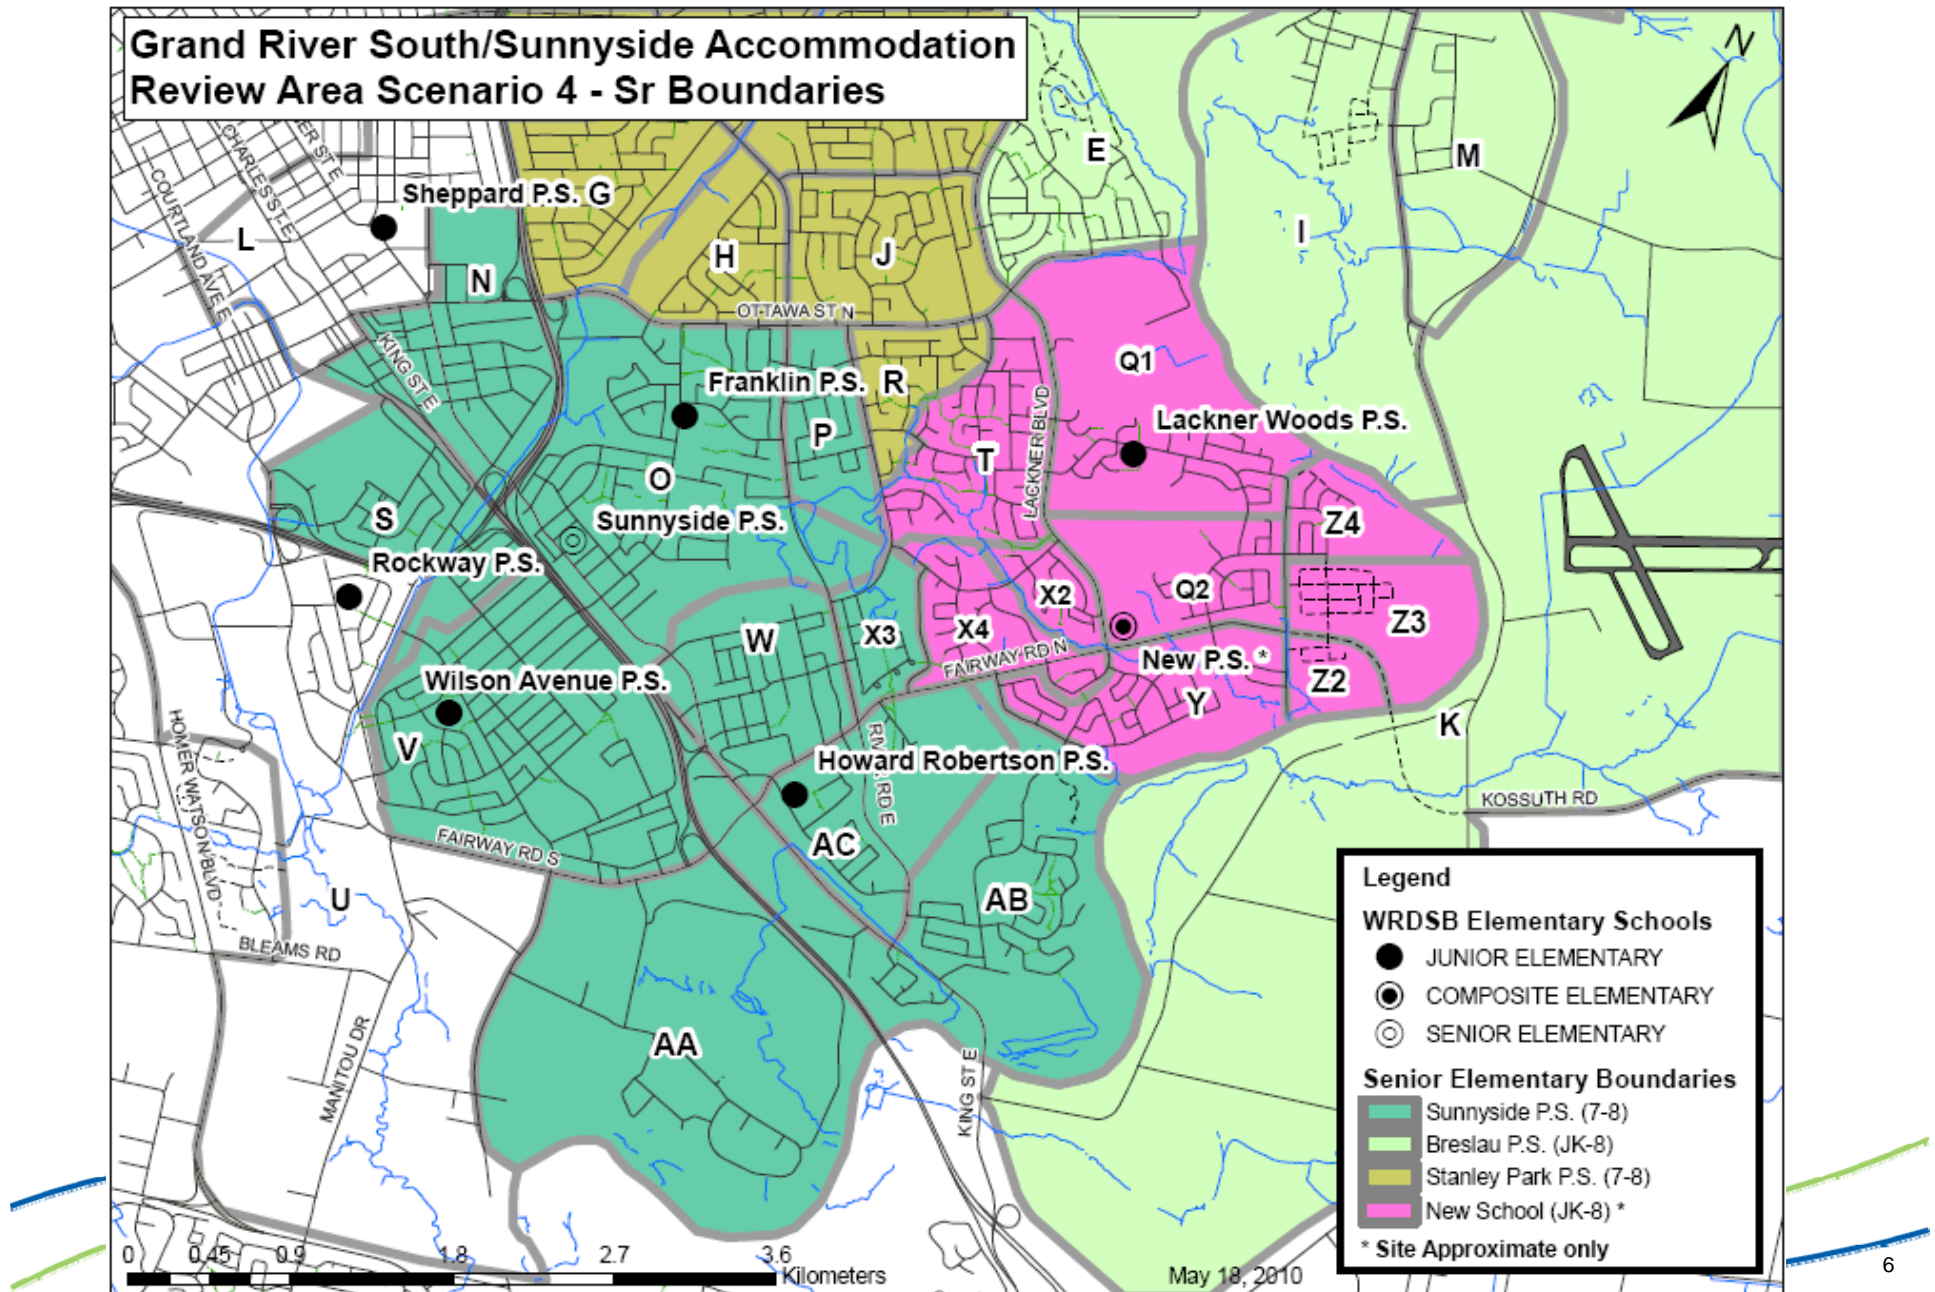 Grand River South/Sunnyside Accommodation
Review Area Scenario 4 - Sr Boundaries
N
E
M
I
CHARLES ST E
COURTLAND AVE E
Sheppard P.S.
G
L
N
H
J
OTTAWA ST N
KING ST E
Franklin P.S.
R
Q1
P
LACKNER BLVD
Lackner Woods P.S.
T
O
S
Sunnyside P.S.
Z4
Rockway P.S.
X2
Q2
Z3
W
X3
X4
FAIRWAY RD N
New P.S. *
Z2
Wilson Avenue P.S.
Y
K
V
HOMER WATSON BLVD
RIVER RD E
Howard Robertson P.S.
KOSSUTH RD
FAIRWAY RD S
AC
U
AB
BLEAMS RD
AA
MANITOU DR
KING ST E
Legend
WRDSB Elementary Schools
JUNIOR ELEMENTARY
COMPOSITE ELEMENTARY
SENIOR ELEMENTARY
Senior Elementary Boundaries
Sunnyside P.S. (7-8)
Breslau P.S. (JK-8)
Stanley Park P.S. (7-8)
New School (JK-8) *
* Site Approximate only
0 0.45 0.9 1.8 2.7 3.6
Kilometers
May 18, 2010
6